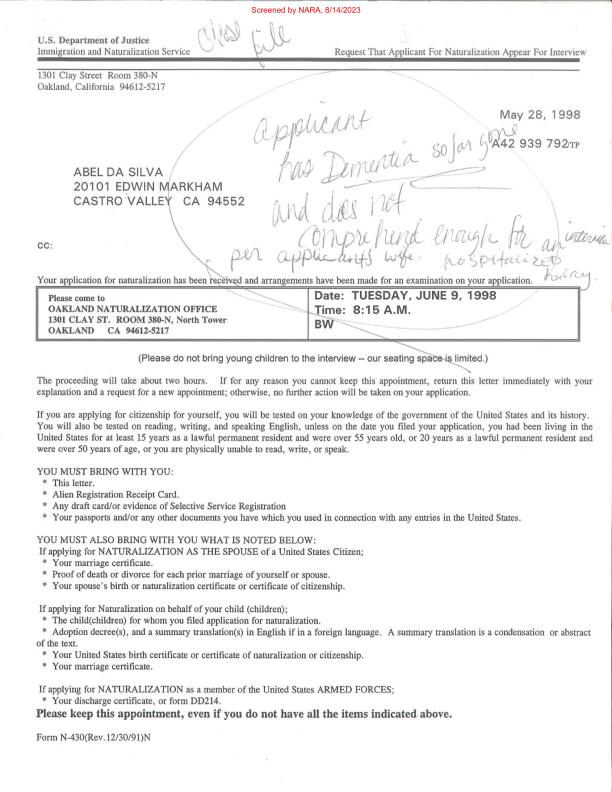 Screened by NARA, 8/14/2023
Close
file
U.S. Department of Justice
Immigration and Naturalization Service
Request That Applicant For Naturalization Appear For Interview
1301 Clay Street Room 380-N
Oakland, California 94612-5217
May 28, 1998
A42 939 792/TP
Applicant
has Dementia so far gone
and does not
comprehend enough for an interview
per applicants wife. hospitalized
today.
ABEL DA SILVA
20101 EDWIN MARKHAM
CASTRO VALLEY CA 94552
CC:
Your application for naturalization has been received and arrangements have been made for an examination on your application.
Please come to
OAKLAND NATURALIZATION OFFICE
1301 CLAY ST. ROOM 380-N, North Tower
OAKLAND CA 94612-5217
Date: TUESDAY, JUNE 9, 1998
Time: 8:15 A.M.
BW
(Please do not bring young children to the interview -- our seating space is limited.)
The proceeding will take about two hours. If for any reason you cannot keep this appointment, return this letter immediately with your
explanation and a request for a new appointment; otherwise, no further action will be taken on your application.
If you are applying for citizenship for yourself, you will be tested on your knowledge of the government of the United States and its history.
You will also be tested on reading, writing, and speaking English, unless on the date you filed your application, you had been living in the
United States for at least 15 years as a lawful permanent resident and were over 55 years old, or 20 years as a lawful permanent resident and
were over 50 years of age, or you are physically unable to read, write, or speak.
YOU MUST BRING WITH YOU:
* This letter.
* Alien Registration Receipt Card.
* Any draft card/or evidence of Selective Service Registration
* Your passports and/or any other documents you have which you used in connection with any entries in the United States.
YOU MUST ALSO BRING WITH YOU WHAT IS NOTED BELOW:
If applying for NATURALIZATION AS THE SPOUSE of a United States Citizen;
* Your marriage certificate.
* Proof of death or divorce for each prior marriage of yourself or spouse.
* Your spouse's birth or naturalization certificate or certificate of citizenship.
If applying for Naturalization on behalf of your child (children);
* The child(children) for whom you filed application for naturalization.
* Adoption decree(s), and a summary translation(s) in English if in a foreign language. A summary translation is a condensation or abstract
of the text.
* Your United States birth certificate or certificate of naturalization or citizenship.
* Your marriage certificate.
If applying for NATURALIZATION as a member of the United States ARMED FORCES;
* Your discharge certificate, or form DD214.
Please keep this appointment, even if you do not have all the items indicated above.
Form N-430(Rev.12/30/91)N